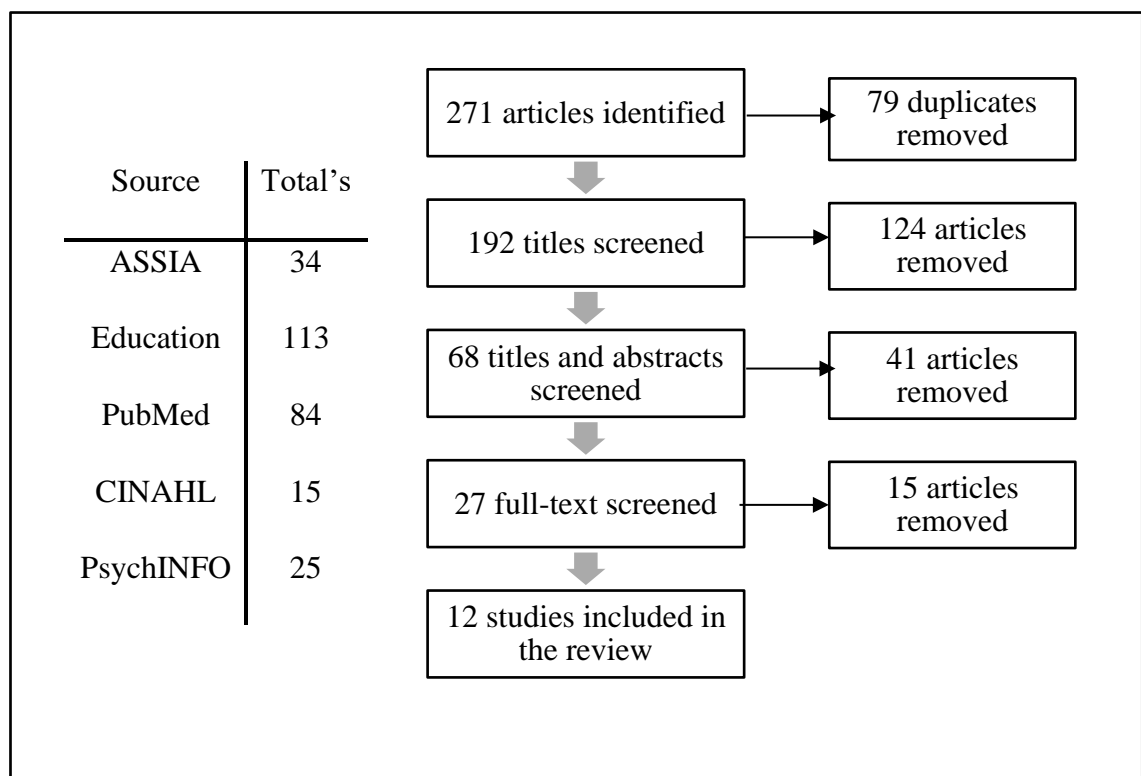 Source Total's
ASSIA 34
Education 113
PubMed 84
CINAHL 15
PsychINFO 25
271 articles identified
79 duplicates
removed
192 titles screened
124 articles
removed
68 titles and abstracts
screened
41 articles
removed
27 full-text screened
15 articles
removed
12 studies included in
the review